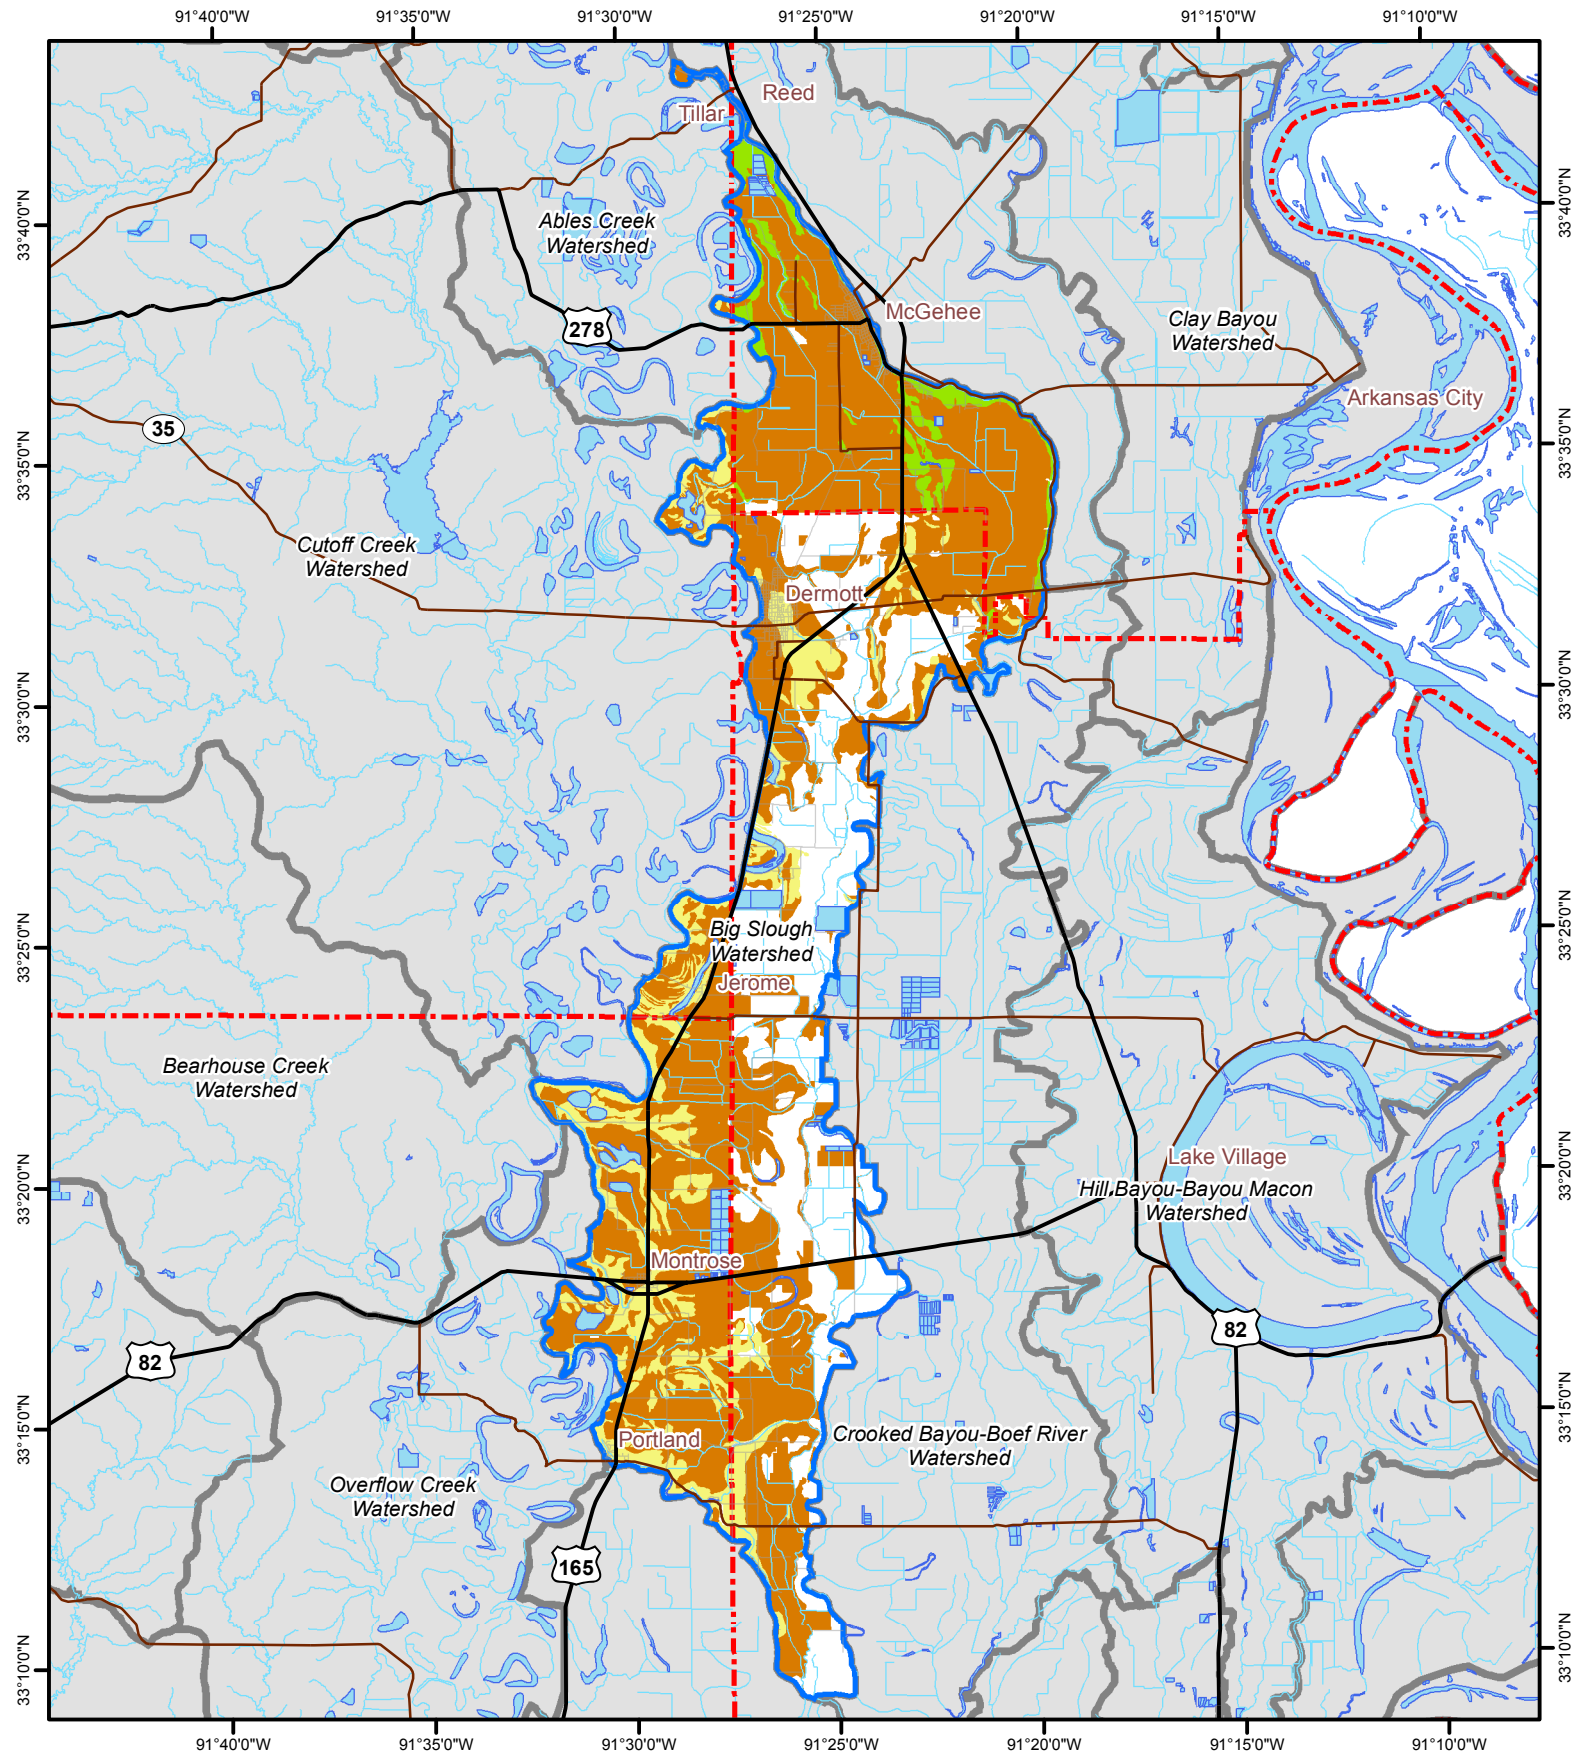 91°40'0"W 91°35'0"W 91°30'0"W 91°25'0"W 91°20'0"W 91°15'0"W 91°10'0"W
Reed
Tillar
33°40'0"N
33°40'0"N
Ables Creek
Watershed
278
McGehee
Clay Bayou
Watershed
Arkansas City
35
33°35'0"N
33°35'0"N
Cutoff Creek
Watershed
Dermott
33°30'0"N
33°30'0"N
Big Slough
Watershed
33°25'0"N
33°25'0"N
Jerome
Bearhouse Creek
Watershed
Lake Village
33°20'0"N
33°20'0"N
Hill Bayou-Bayou Macon
Watershed
Montrose
82
82
33°15'0"N
33°15'0"N
Portland
Crooked Bayou-Boef River
Watershed
Overflow Creek
Watershed
165
33°10'0"N
33°10'0"N
91°40'0"W 91°35'0"W 91°30'0"W 91°25'0"W 91°20'0"W 91°15'0"W 91°10'0"W